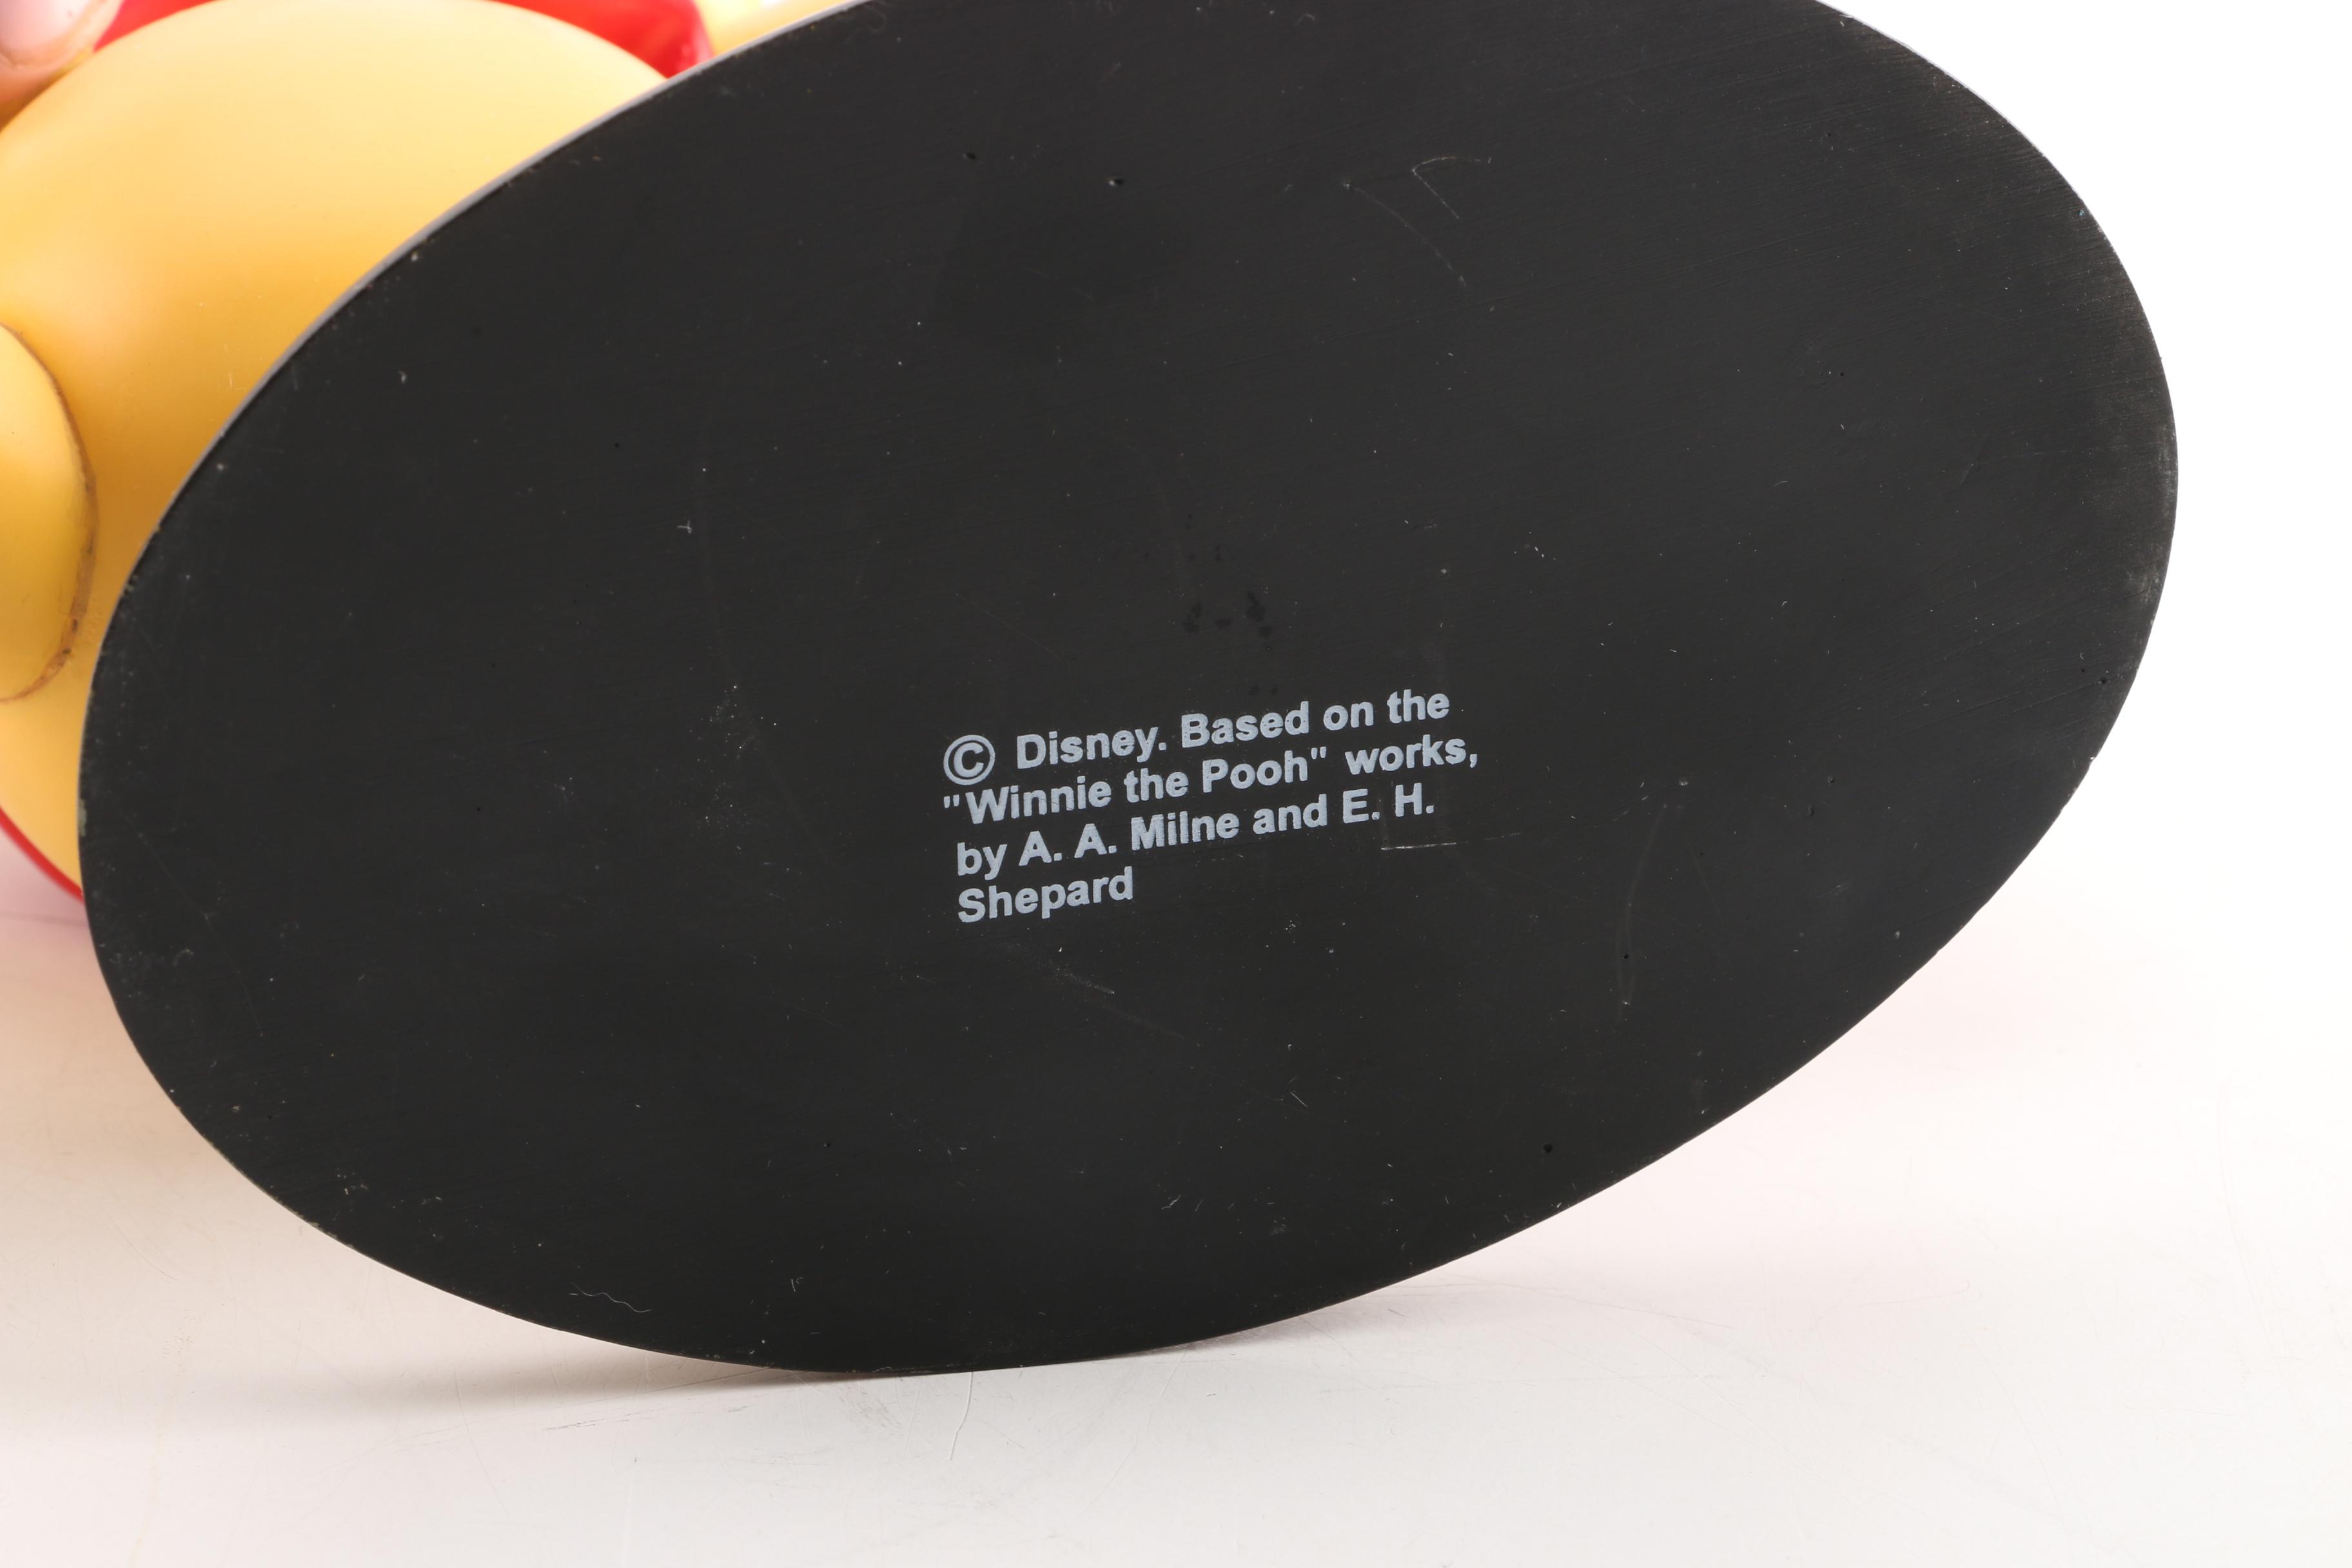 © Disney. Based on the
"Winnie the Pooh" works,
by A. A. Milne and E. H.
Shepard